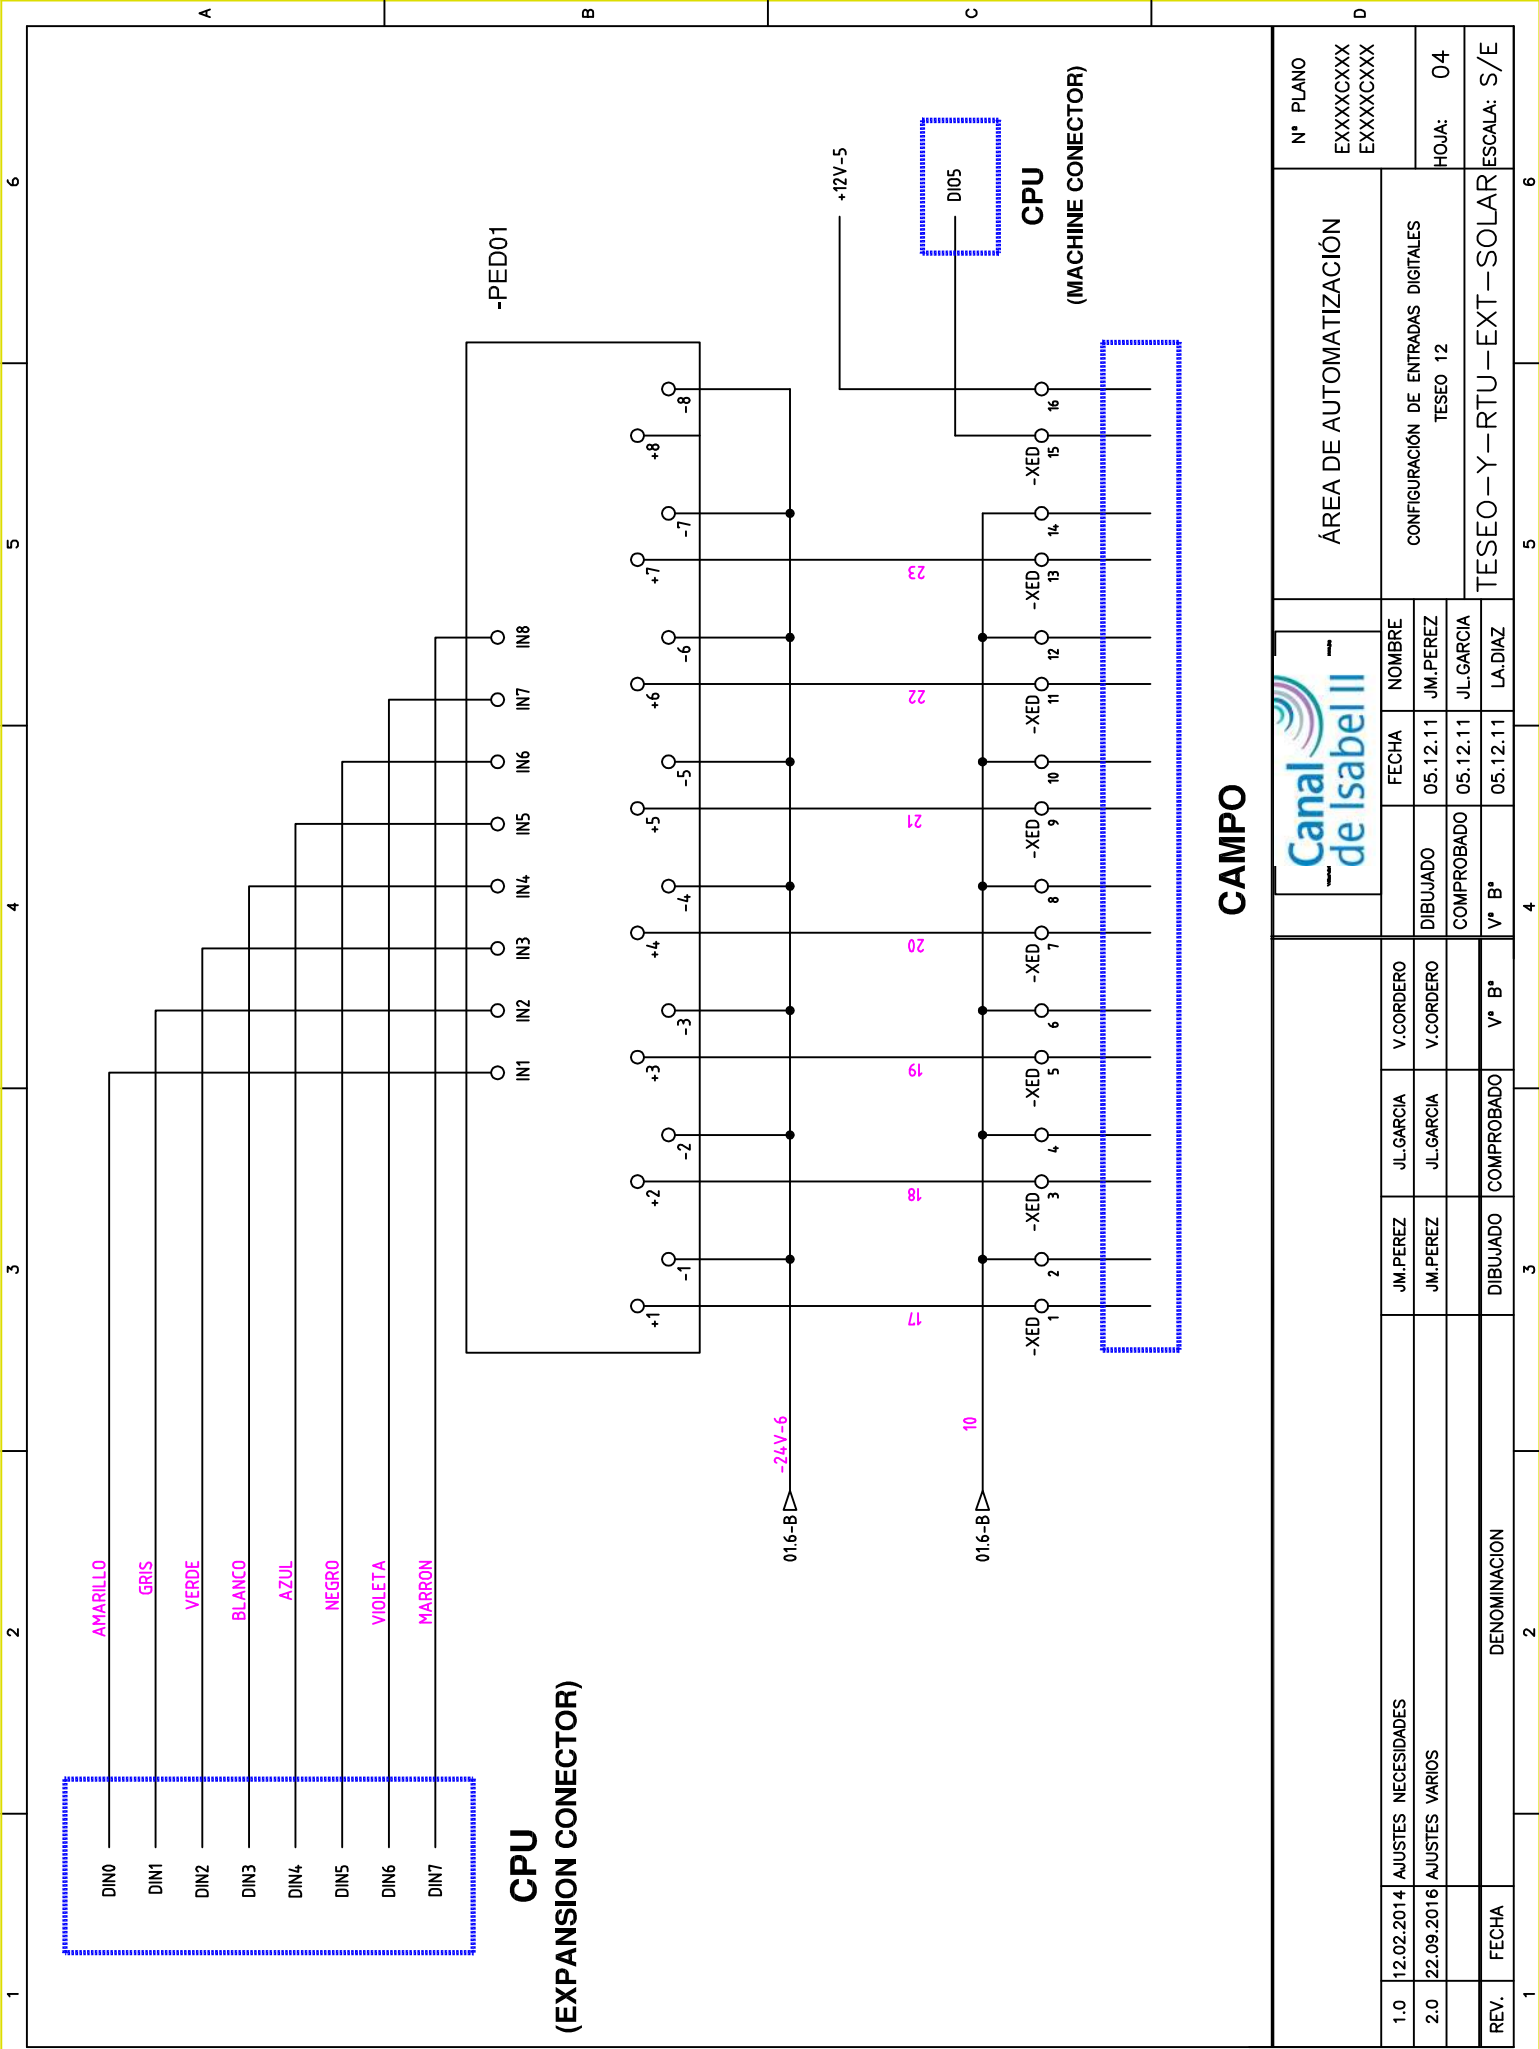 1
2
3
4
5
6
A
B
C
D
DIN0
DIN1
DIN2
DIN3
DIN4
DIN5
DIN6
DIN7
AMARILLO
GRIS
VERDE
BLANCO
AZUL
NEGRO
VIOLETA
MARRON
CPU
(EXPANSION CONECTOR)
IN1
IN2
IN3
IN4
IN5
IN6
IN7
IN8
-PED01
+1
-1
+2
-2
+3
-3
+4
-4
+5
-5
+6
-6
+7
-7
+8
-8
01.6-B
-24V-6
01.6-B
10
17
18
19
20
21
22
23
+12V-5
DI05
CPU
(MACHINE CONECTOR)
-XED
1
2
-XED
3
4
-XED
5
6
-XED
7
8
-XED
9
10
-XED
11
12
-XED
13
14
-XED
15
16
CAMPO
1.0 12.02.2014 AJUSTES NECESIDADES JM.PEREZ JL.GARCIA V.CORDERO
2.0 22.09.2016 AJUSTES VARIOS JM.PEREZ JL.GARCIA V.CORDERO
REV. FECHA DENOMINACION DIBUJADO COMPROBADO Vº Bº
Canal
de Isabel II
FECHA NOMBRE
DIBUJADO 05.12.11 JM.PEREZ
COMPROBADO 05.12.11 JL.GARCIA
Vº Bº 05.12.11 LA.DIAZ
ÁREA DE AUTOMATIZACIÓN
CONFIGURACIÓN DE ENTRADAS DIGITALES
TESEO 12
TESEO-Y-RTU-EXT-SOLAR
Nº PLANO
EXXXXCXXX
EXXXXCXXX
HOJA: 04
ESCALA: S/E
1
2
3
4
5
6